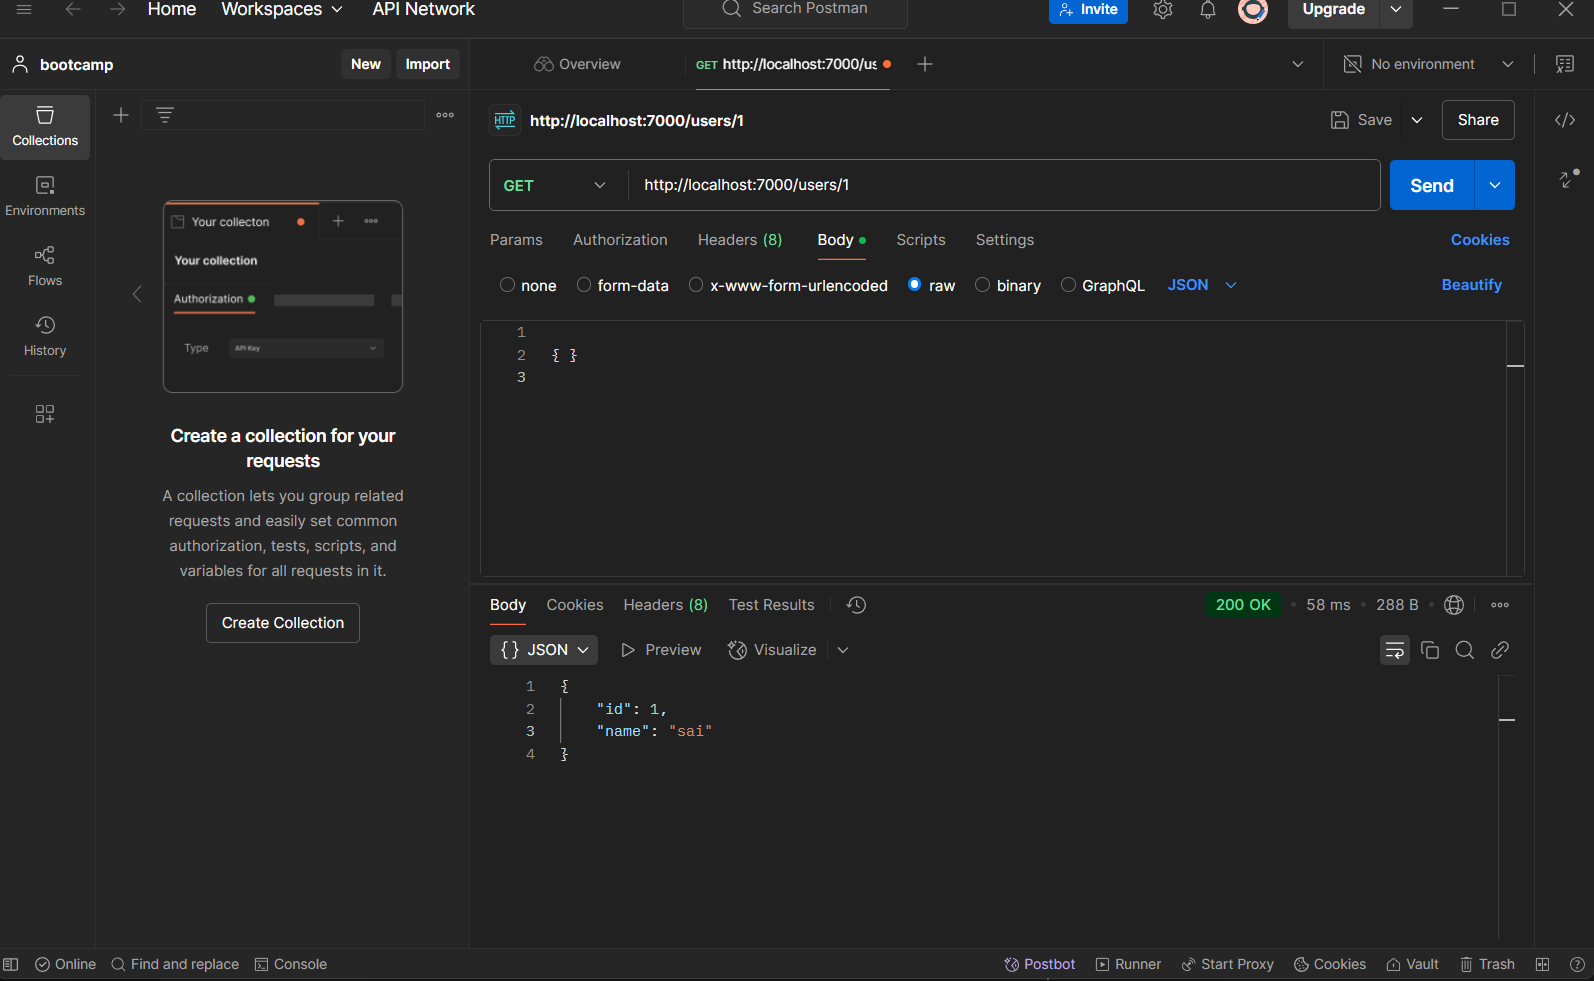 Home Workspaces API Network Search Postman Invite Upgrade
bootcamp New Import Overview GET http://localhost:7000/us No environment
Collections
Environments
Flows
History
Your collecton
Your collection
Authorization
Type API Key
Create a collection for your
requests
A collection lets you group related
requests and easily set common
authorization, tests, scripts, and
variables for all requests in it.
Create Collection
HTTP http://localhost:7000/users/1 Save Share
GET http://localhost:7000/users/1 Send
Params Authorization Headers (8) Body Scripts Settings Cookies
none form-data x-www-form-urlencoded raw binary GraphQL JSON Beautify
1
2 { }
3
Body Cookies Headers (8) Test Results 200 OK • 58 ms • 288 B •
{} JSON Preview Visualize
1 {
2 "id": 1,
3 "name": "sai"
4 }
Online Find and replace Console Postbot Runner Start Proxy Cookies Vault Trash